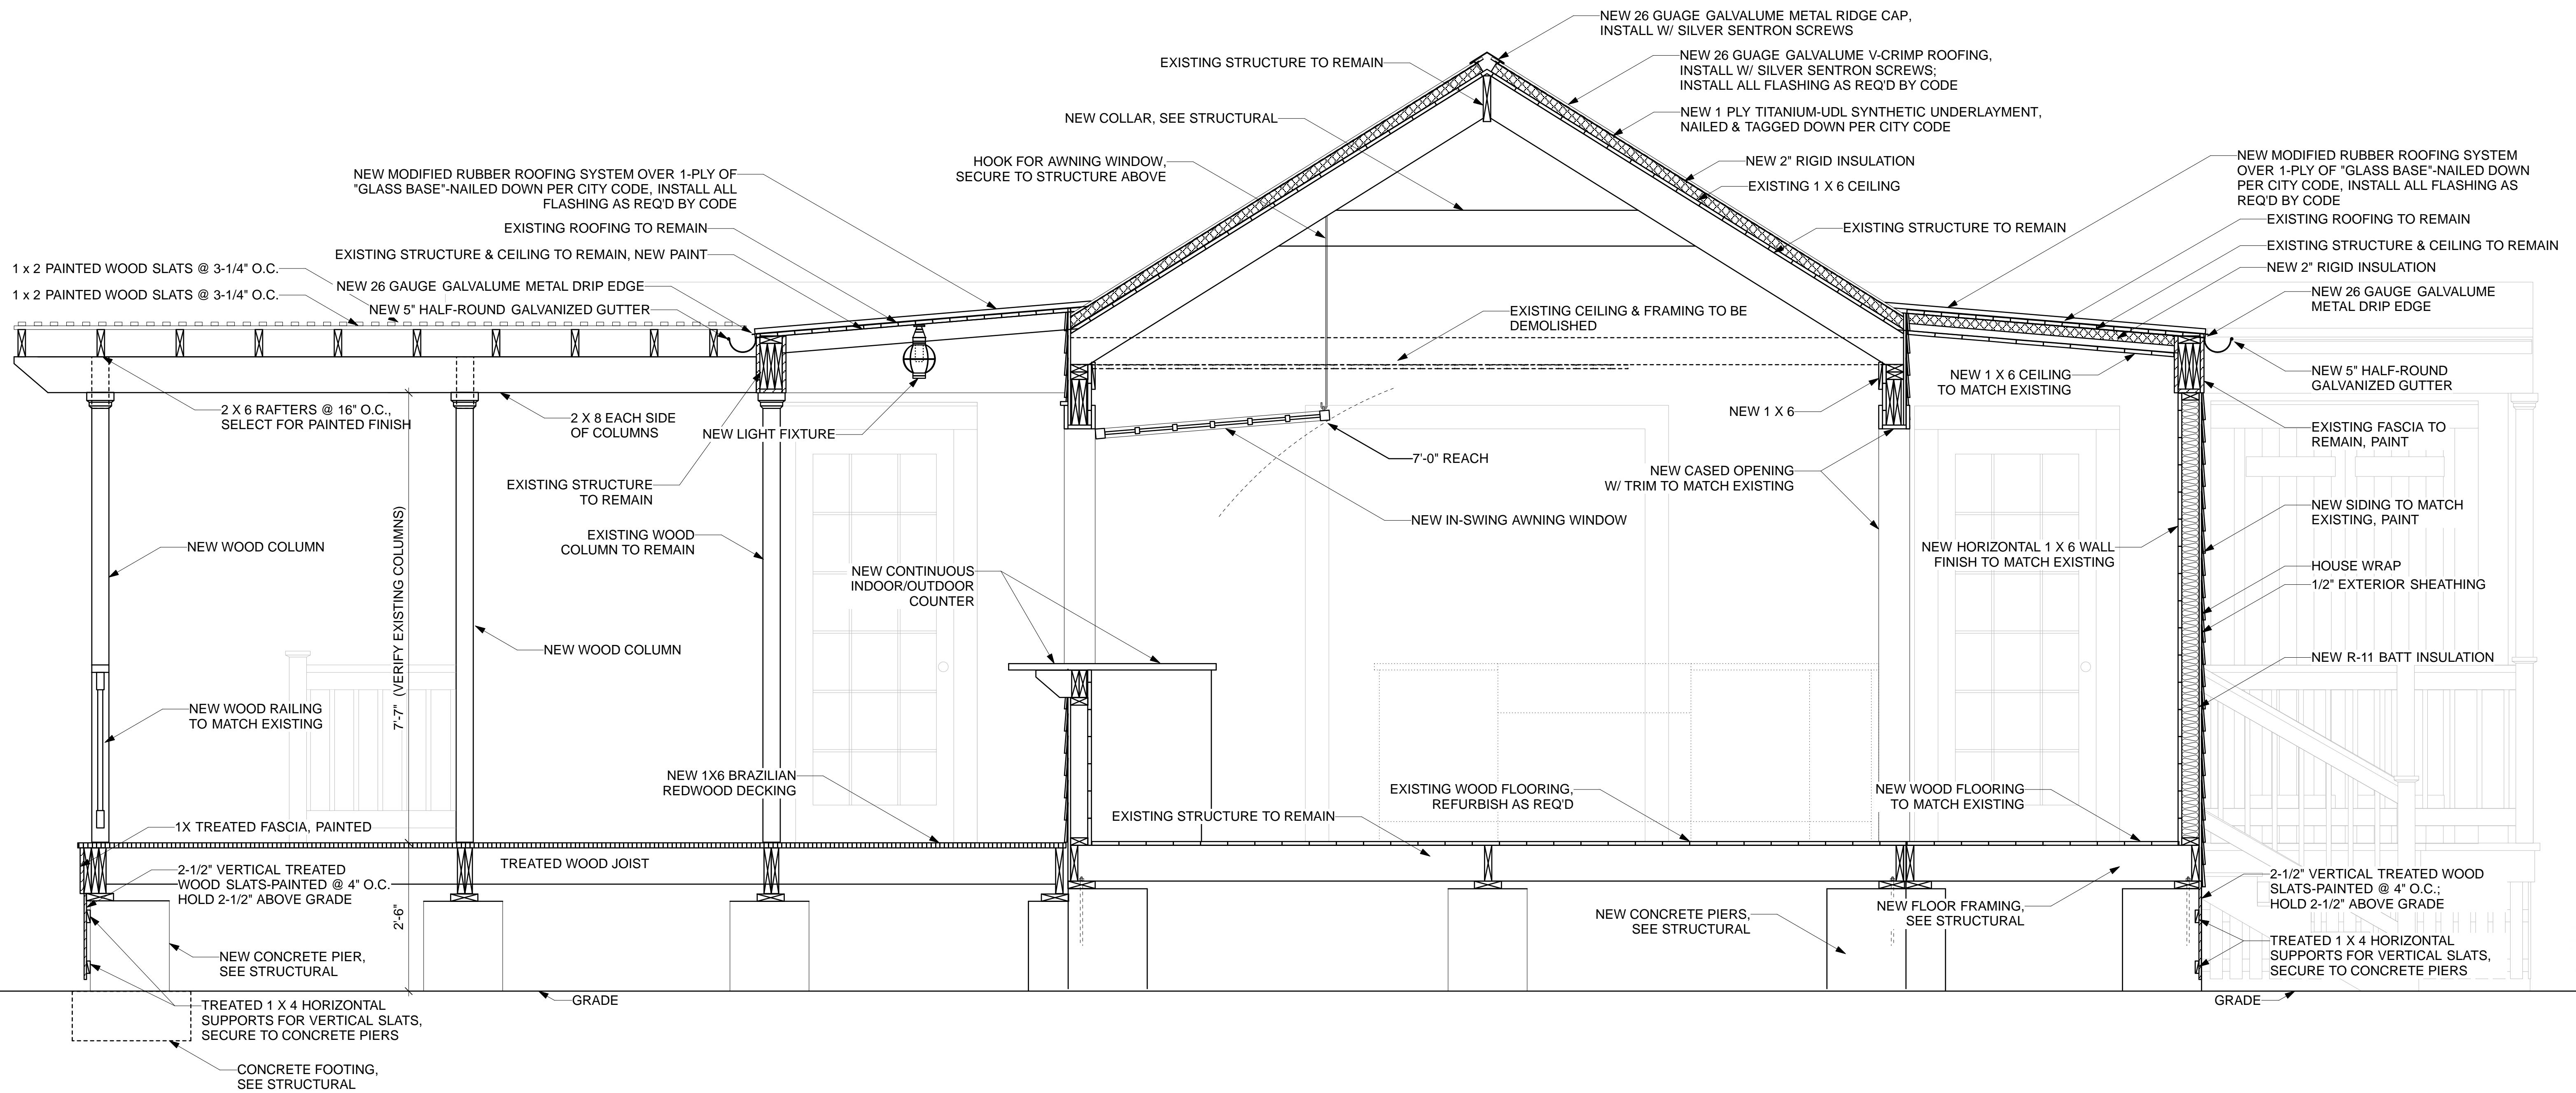 NEW 26 GUAGE GALVALUME METAL RIDGE CAP,
INSTALL W/ SILVER SENTRON SCREWS
EXISTING STRUCTURE TO REMAIN
NEW 26 GUAGE GALVALUME V-CRIMP ROOFING,
INSTALL W/ SILVER SENTRON SCREWS;
INSTALL ALL FLASHING AS REQ'D BY CODE
NEW COLLAR, SEE STRUCTURAL
NEW 1 PLY TITANIUM-UDL SYNTHETIC UNDERLAYMENT,
NAILED & TAGGED DOWN PER CITY CODE
HOOK FOR AWNING WINDOW,
SECURE TO STRUCTURE ABOVE
NEW 2" RIGID INSULATION
EXISTING 1 X 6 CEILING
EXISTING STRUCTURE TO REMAIN
NEW MODIFIED RUBBER ROOFING SYSTEM
OVER 1-PLY OF "GLASS BASE"-NAILED DOWN
PER CITY CODE, INSTALL ALL FLASHING AS
REQ'D BY CODE
EXISTING ROOFING TO REMAIN
EXISTING STRUCTURE & CEILING TO REMAIN
NEW 2" RIGID INSULATION
NEW 26 GAUGE GALVALUME
METAL DRIP EDGE
NEW MODIFIED RUBBER ROOFING SYSTEM OVER 1-PLY OF
"GLASS BASE"-NAILED DOWN PER CITY CODE, INSTALL ALL
FLASHING AS REQ'D BY CODE
EXISTING ROOFING TO REMAIN
EXISTING STRUCTURE & CEILING TO REMAIN, NEW PAINT
1 x 2 PAINTED WOOD SLATS @ 3-1/4" O.C.
NEW 26 GAUGE GALVALUME METAL DRIP EDGE
1 x 2 PAINTED WOOD SLATS @ 3-1/4" O.C.
NEW 5" HALF-ROUND GALVANIZED GUTTER
EXISTING CEILING & FRAMING TO BE
DEMOLISHED
NEW 1 X 6 CEILING
TO MATCH EXISTING
NEW 5" HALF-ROUND
GALVANIZED GUTTER
2 X 6 RAFTERS @ 16" O.C.,
SELECT FOR PAINTED FINISH
2 X 8 EACH SIDE
OF COLUMNS
NEW LIGHT FIXTURE
NEW 1 X 6
EXISTING FASCIA TO
REMAIN, PAINT
7'-0" REACH
NEW CASED OPENING
W/ TRIM TO MATCH EXISTING
EXISTING STRUCTURE
TO REMAIN
NEW IN-SWING AWNING WINDOW
NEW SIDING TO MATCH
EXISTING, PAINT
EXISTING WOOD
COLUMN TO REMAIN
NEW WOOD COLUMN
NEW HORIZONTAL 1 X 6 WALL
FINISH TO MATCH EXISTING
HOUSE WRAP
1/2" EXTERIOR SHEATHING
NEW CONTINUOUS
INDOOR/OUTDOOR
COUNTER
7'-7" (VERIFY EXISTING COLUMNS)
NEW WOOD COLUMN
NEW R-11 BATT INSULATION
NEW WOOD RAILING
TO MATCH EXISTING
NEW 1X6 BRAZILIAN
REDWOOD DECKING
EXISTING WOOD FLOORING,
REFURBISH AS REQ'D
NEW WOOD FLOORING
TO MATCH EXISTING
EXISTING STRUCTURE TO REMAIN
1X TREATED FASCIA, PAINTED
TREATED WOOD JOIST
2-1/2" VERTICAL TREATED
WOOD SLATS-PAINTED @ 4" O.C.
HOLD 2-1/2" ABOVE GRADE
2'-6"
NEW CONCRETE PIERS,
SEE STRUCTURAL
NEW FLOOR FRAMING,
SEE STRUCTURAL
2-1/2" VERTICAL TREATED WOOD
SLATS-PAINTED @ 4" O.C.;
HOLD 2-1/2" ABOVE GRADE
NEW CONCRETE PIER,
SEE STRUCTURAL
TREATED 1 X 4 HORIZONTAL
SUPPORTS FOR VERTICAL SLATS,
SECURE TO CONCRETE PIERS
GRADE
GRADE
TREATED 1 X 4 HORIZONTAL
SUPPORTS FOR VERTICAL SLATS,
SECURE TO CONCRETE PIERS
CONCRETE FOOTING,
SEE STRUCTURAL